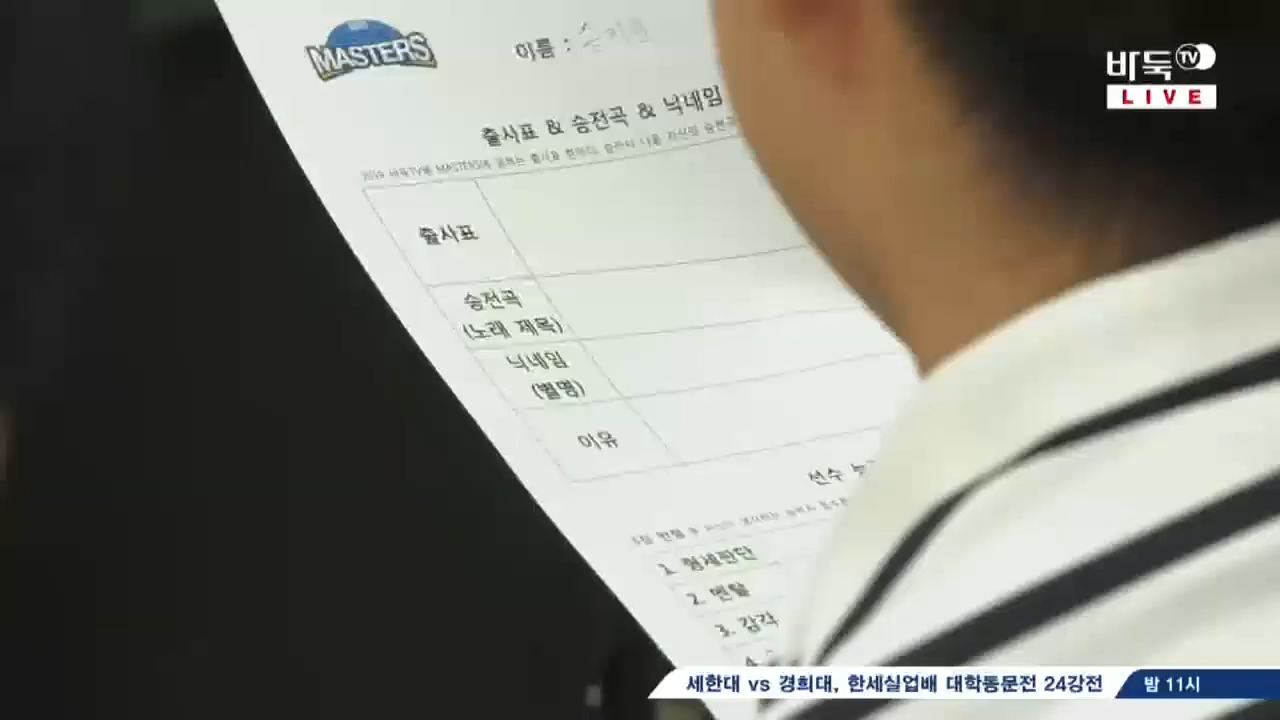 MASTERS
이름 :
바둑TV
LIVE
출사표 & 승전곡 & 닉네임
출사표
승전곡
(노래 제목)
닉네임
(별명)
이유
선수
1. 형세판단
2. 멘탈
3. 감각
4.
세한대 vs 경희대, 한세실업배 대학동문전 24강전
밤 11시